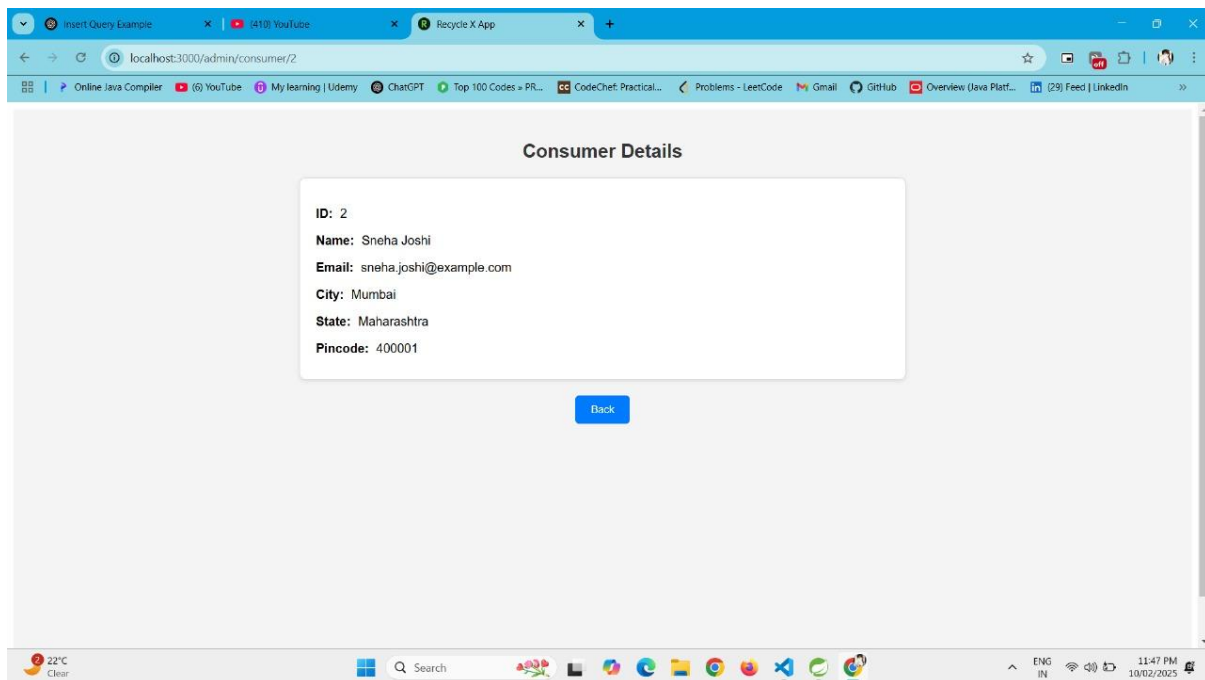 Insert Query Example (410) YouTube Recycle X App
localhost:3000/admin/consumer/2
Online Java Compiler (6) YouTube My learning | Udemy ChatGPT Top 100 Codes » PR... CodeChef: Practical... Problems - LeetCode Gmail GitHub Overview (Java Platf... (29) Feed | LinkedIn »
Consumer Details
ID: 2
Name: Sneha Joshi
Email: sneha.joshi@example.com
City: Mumbai
State: Maharashtra
Pincode: 400001
Back
2 22°C Search ENG 11:47 PM
Clear IN 10/02/2025